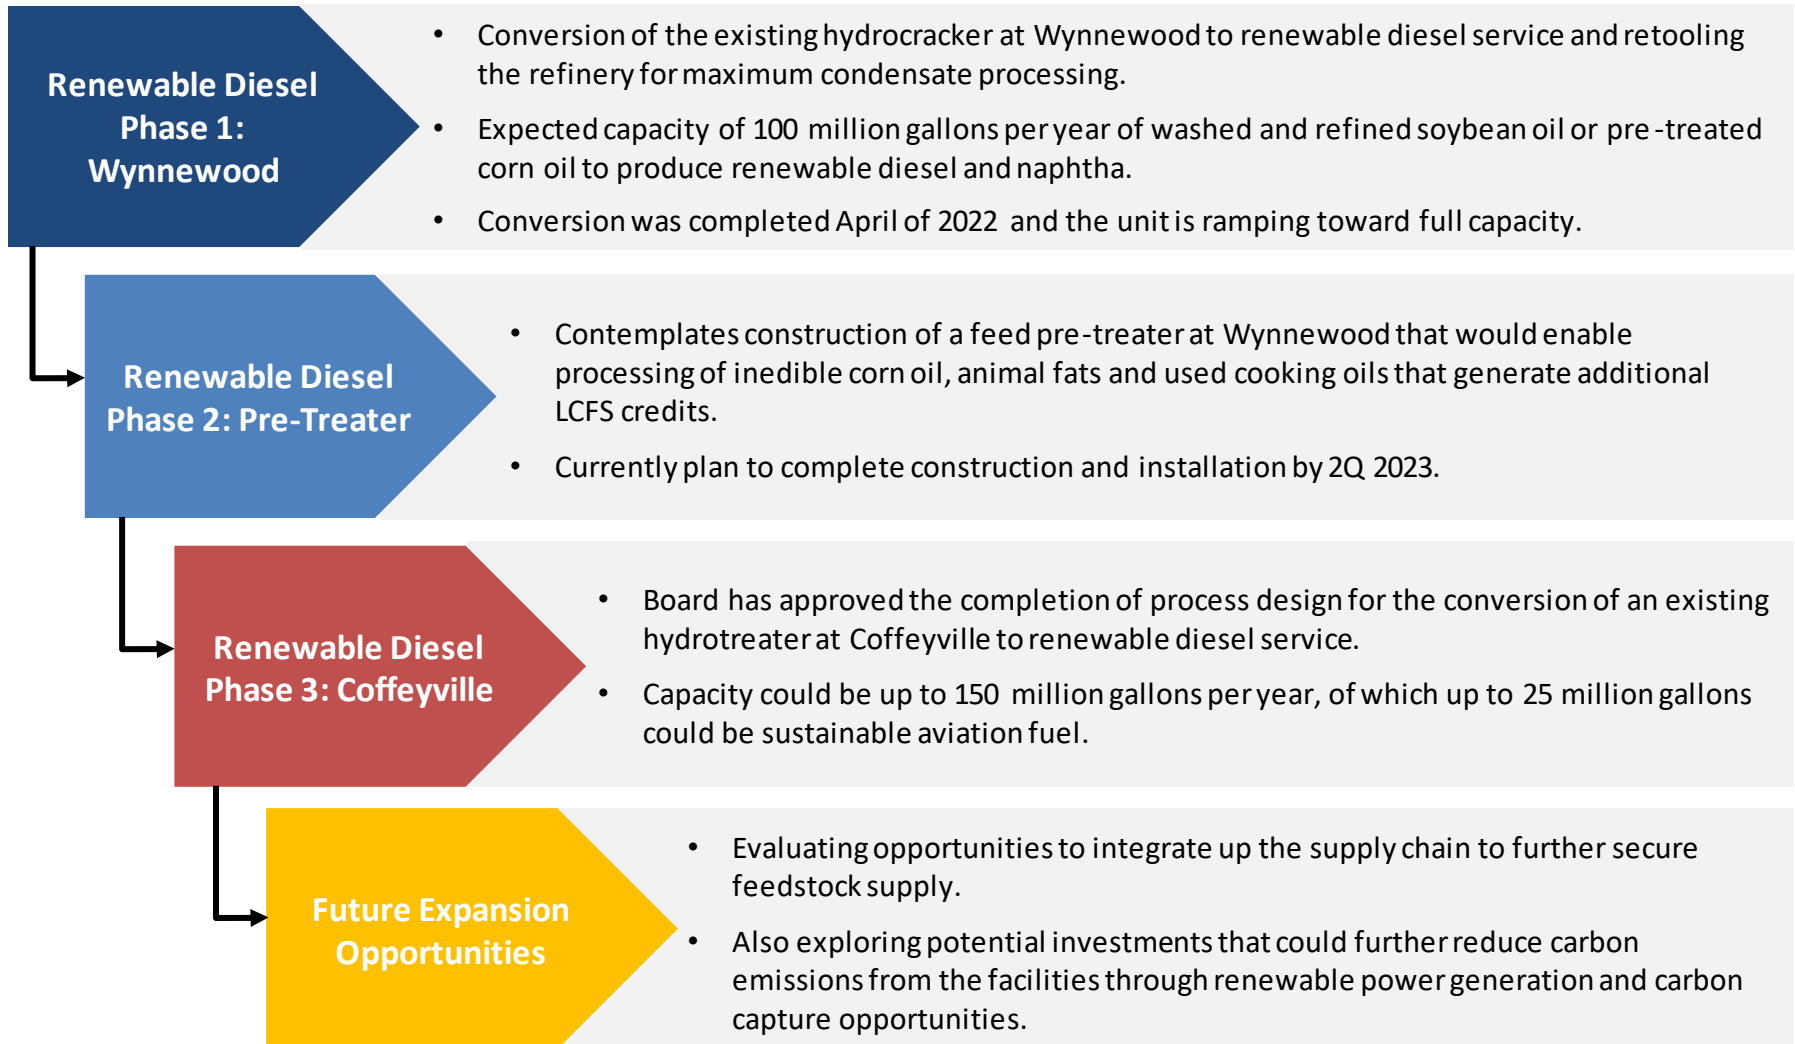 Renewable Diesel
Phase 1:
Wynnewood
• Conversion of the existing hydrocracker at Wynnewood to renewable diesel service and retooling
the refinery for maximum condensate processing.
• Expected capacity of 100 million gallons per year of washed and refined soybean oil or pre-treated
corn oil to produce renewable diesel and naphtha.
• Conversion was completed April of 2022 and the unit is ramping toward full capacity.
Renewable Diesel
Phase 2: Pre-Treater
• Contemplates construction of a feed pre-treater at Wynnewood that would enable
processing of inedible corn oil, animal fats and used cooking oils that generate additional
LCFS credits.
• Currently plan to complete construction and installation by 2Q 2023.
Renewable Diesel
Phase 3: Coffeyville
• Board has approved the completion of process design for the conversion of an existing
hydrotreater at Coffeyville to renewable diesel service.
• Capacity could be up to 150 million gallons per year, of which up to 25 million gallons
could be sustainable aviation fuel.
Future Expansion
Opportunities
• Evaluating opportunities to integrate up the supply chain to further secure
feedstock supply.
• Also exploring potential investments that could further reduce carbon
emissions from the facilities through renewable power generation and carbon
capture opportunities.